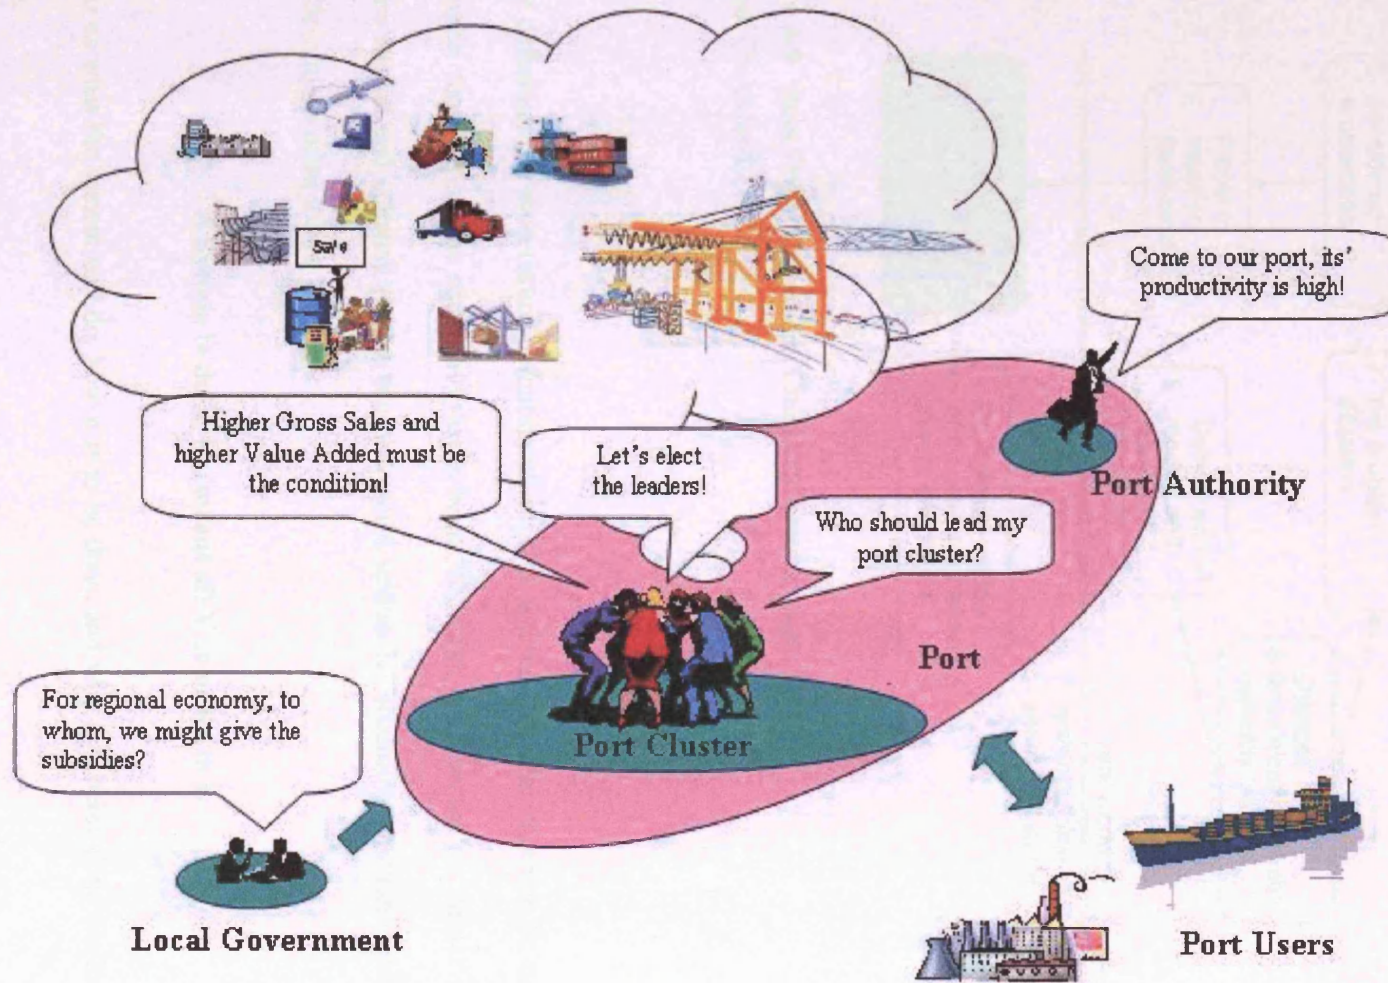 Sale
Come to our port, its'
productivity is high!
Higher Gross Sales and
higher Value Added must be
the condition!
Let's elect
the leaders!
Port Authority
Who should lead my
port cluster?
Port
For regional economy, to
whom, we might give the
subsidies?
Port Cluster
Local Government
Port Users